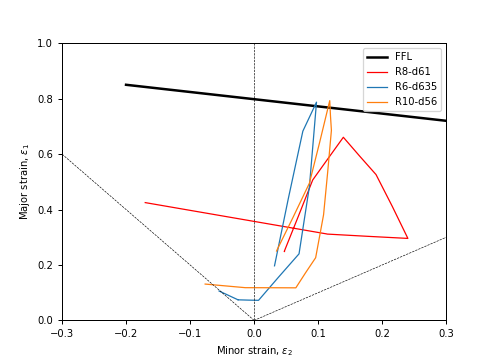 1.0
0.8
0.6
0.4
0.2
0.0
Major strain, ε₁
FFL
R8-d61
R6-d635
R10-d56
−0.3 −0.2 −0.1 0.0 0.1 0.2 0.3
Minor strain, ε₂